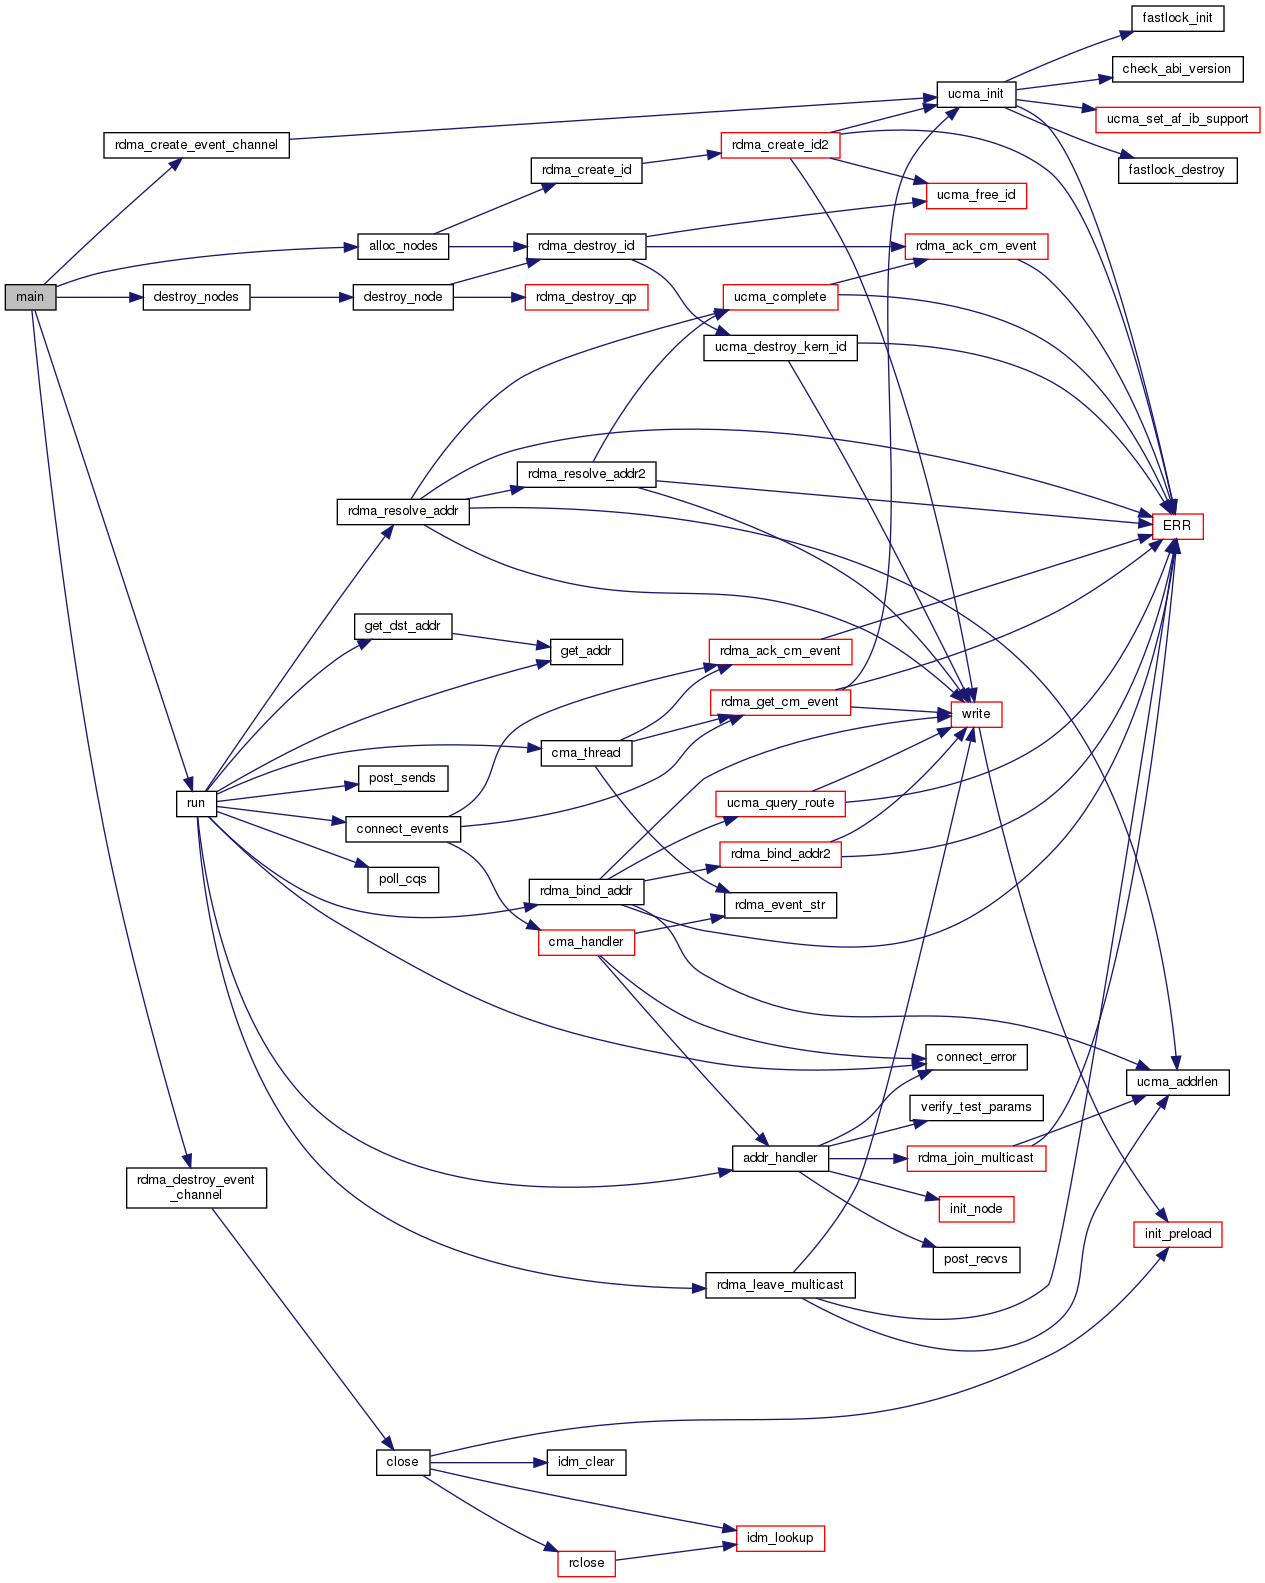 fastlock_init
check_abi_version
ucma_init
ucma_set_af_ib_support
rdma_create_event_channel
rdma_create_id2
rdma_create_id
fastlock_destroy
ucma_free_id
alloc_nodes
rdma_destroy_id
rdma_ack_cm_event
main
destroy_nodes
destroy_node
rdma_destroy_qp
ucma_complete
ucma_destroy_kern_id
rdma_resolve_addr2
rdma_resolve_addr
ERR
get_dst_addr
get_addr
rdma_ack_cm_event
rdma_get_cm_event
write
cma_thread
post_sends
run
ucma_query_route
connect_events
rdma_bind_addr2
poll_cqs
rdma_bind_addr
rdma_event_str
cma_handler
connect_error
ucma_addrlen
verify_test_params
addr_handler
rdma_join_multicast
rdma_destroy_event
_channel
init_node
init_preload
post_recvs
rdma_leave_multicast
close
idm_clear
idm_lookup
rclose